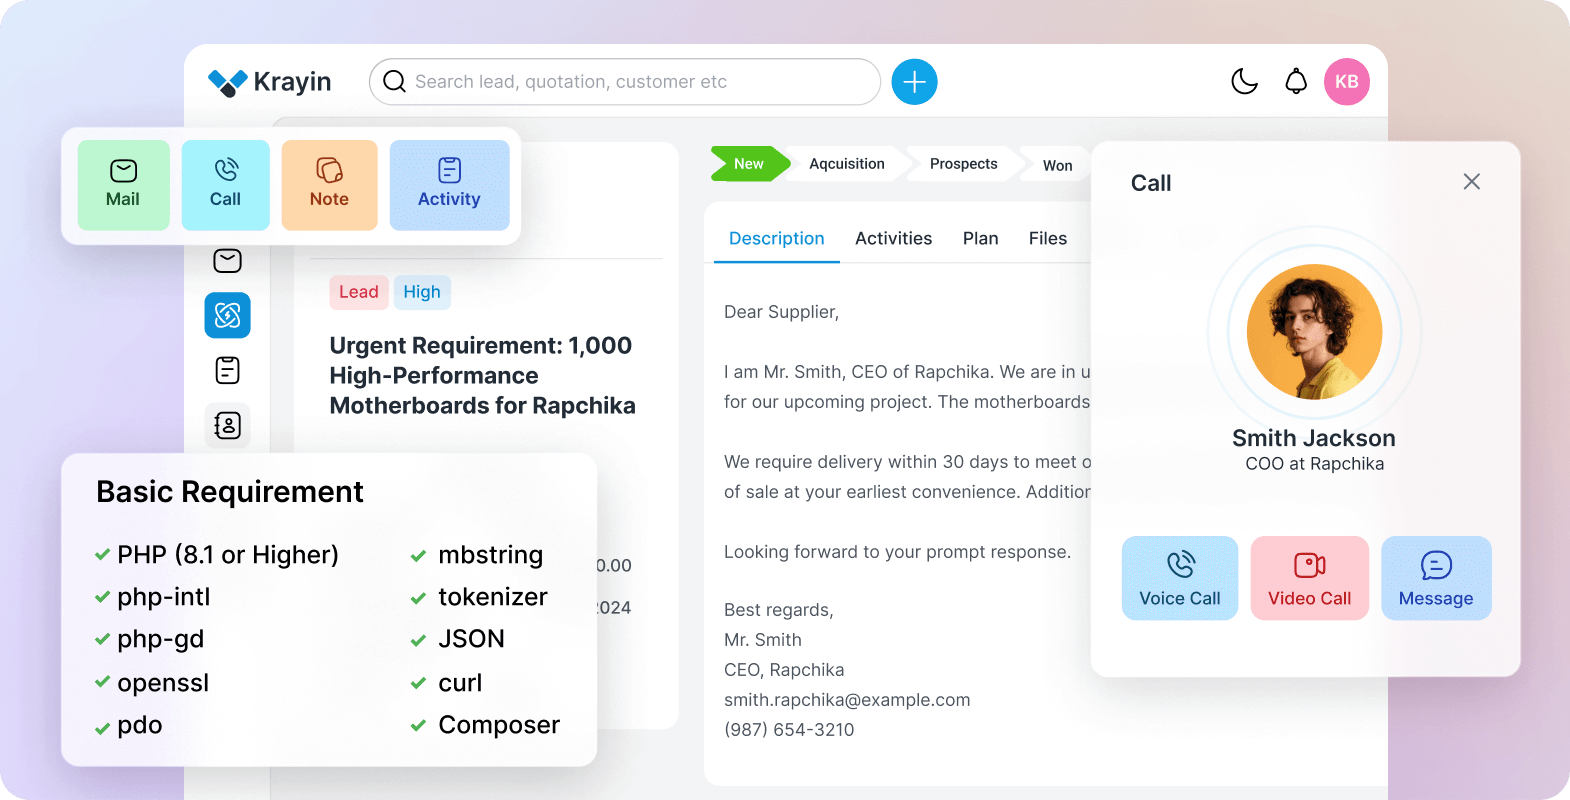 Krayin
Search lead, quotation, customer etc
KB
Mail
Call
Note
Activity
New
Aqcuisition
Prospects
Won
Lead
High
Urgent Requirement: 1,000
High-Performance
Motherboards for Rapchika
0.00
2024
Basic Requirement
PHP (8.1 or Higher)
php-intl
php-gd
openssl
pdo
mbstring
tokenizer
JSON
curl
Composer
Description
Activities
Plan
Files
Dear Supplier,
I am Mr. Smith, CEO of Rapchika. We are in u
for our upcoming project. The motherboards
We require delivery within 30 days to meet o
of sale at your earliest convenience. Addition
Looking forward to your prompt response.
Best regards,
Mr. Smith
CEO, Rapchika
smith.rapchika@example.com
(987) 654-3210
Call
Smith Jackson
COO at Rapchika
Voice Call
Video Call
Message